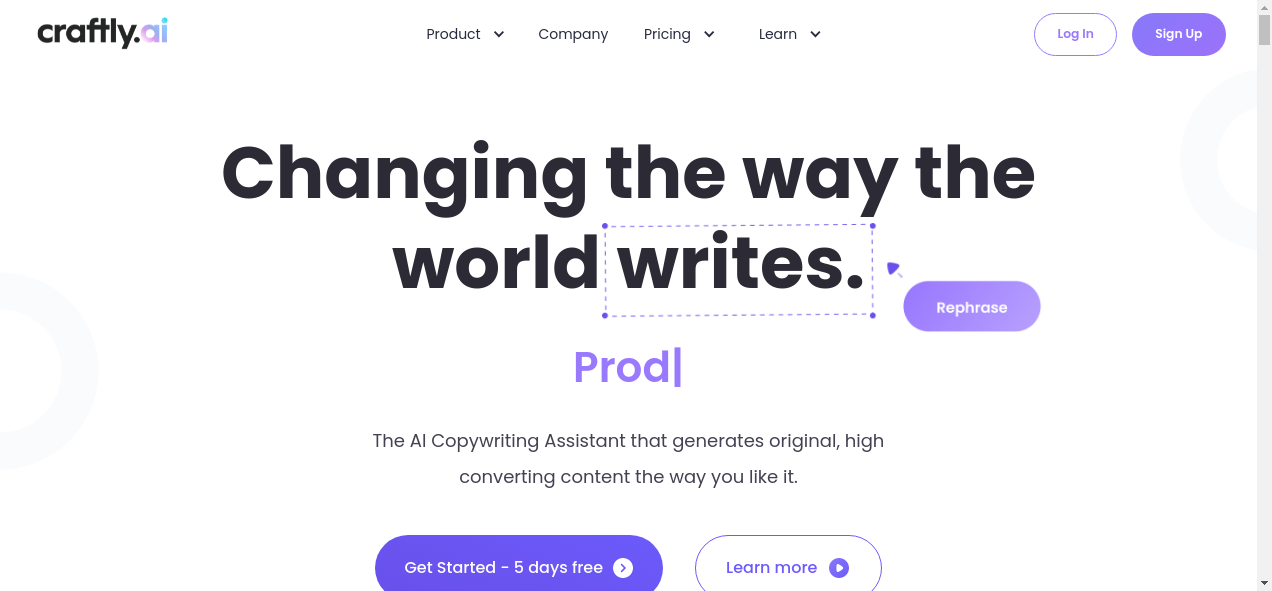 craftly.ai
Product
Company
Pricing
Learn
Log In
Sign Up
Changing the way the
world writes.
Rephrase
Prod|
The AI Copywriting Assistant that generates original, high
converting content the way you like it.
Get Started - 5 days free
Learn more